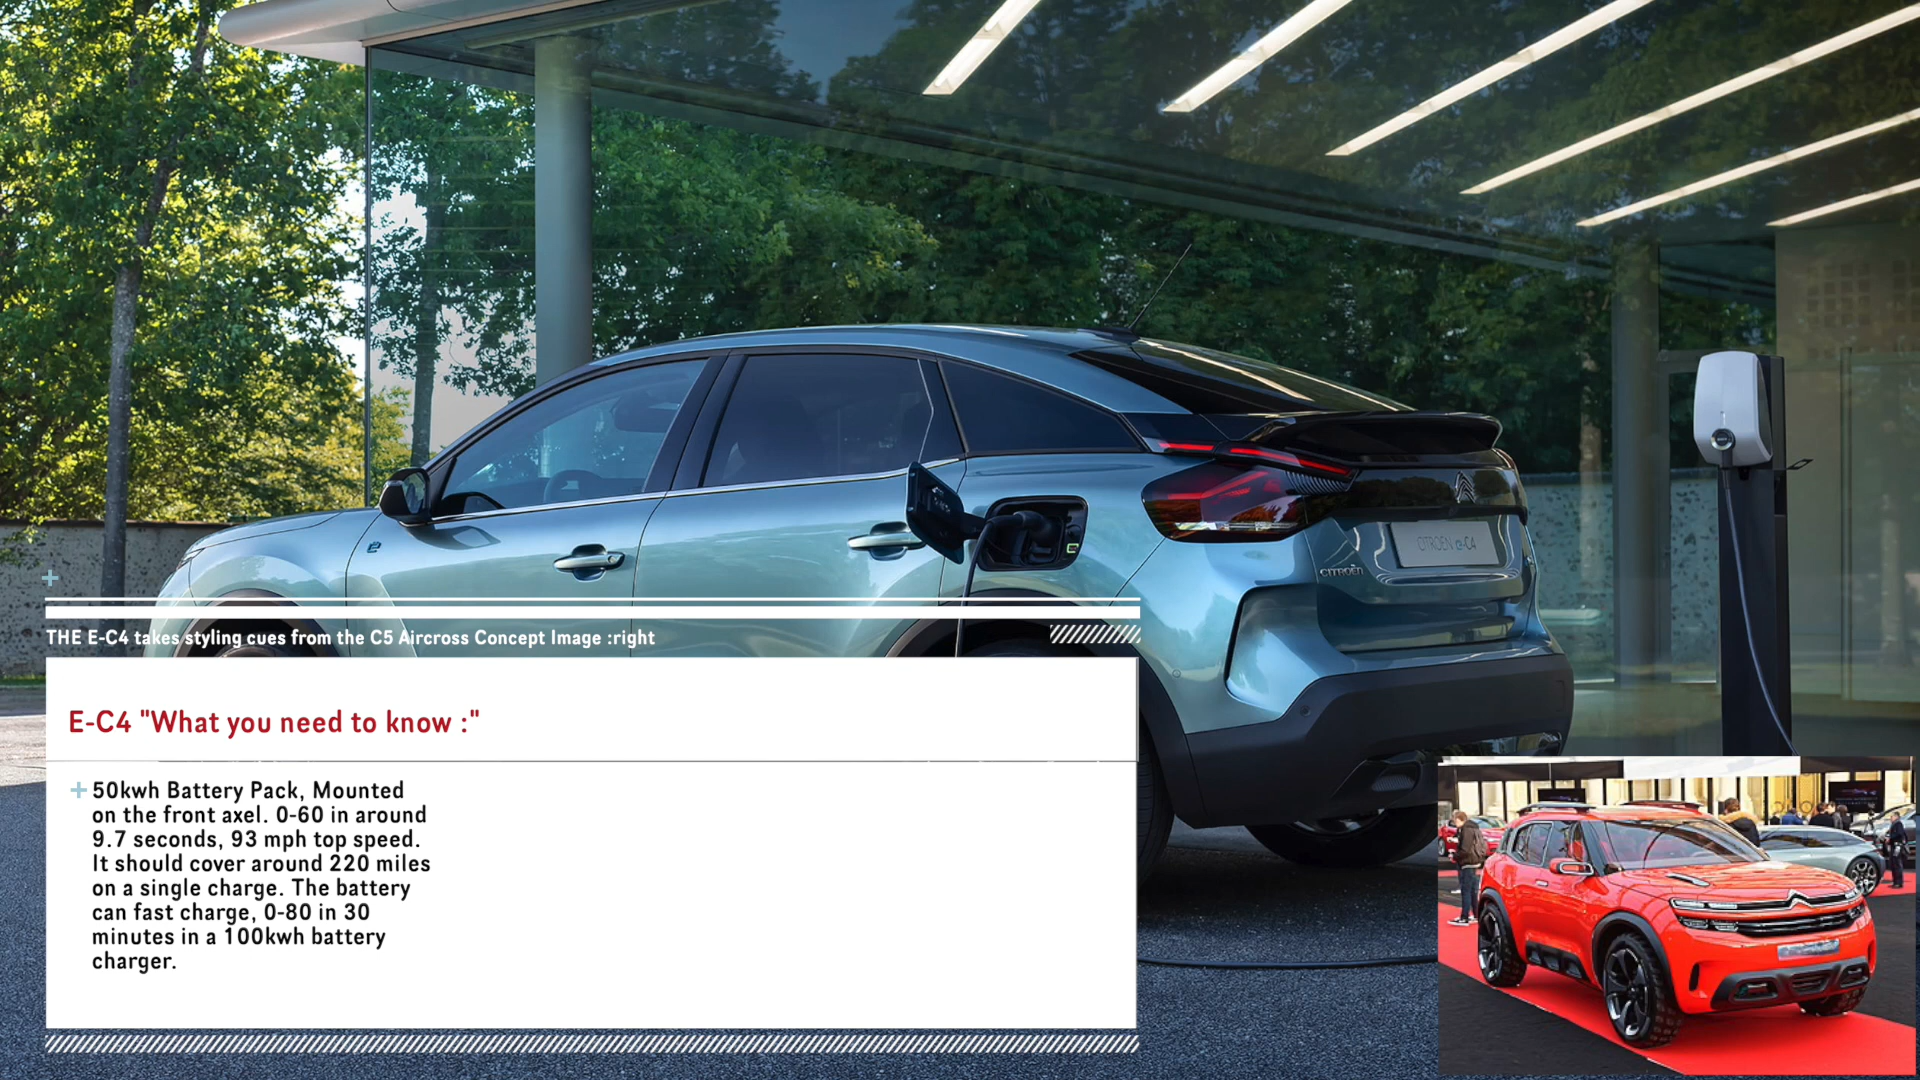 CITROËN ë-C4
CITROËN
THE E-C4 takes styling cues from the C5 Aircross Concept Image :right
E-C4 "What you need to know :"
50kwh Battery Pack, Mounted
on the front axel. 0-60 in around
9.7 seconds, 93 mph top speed.
It should cover around 220 miles
on a single charge. The battery
can fast charge, 0-80 in 30
minutes in a 100kwh battery
charger.